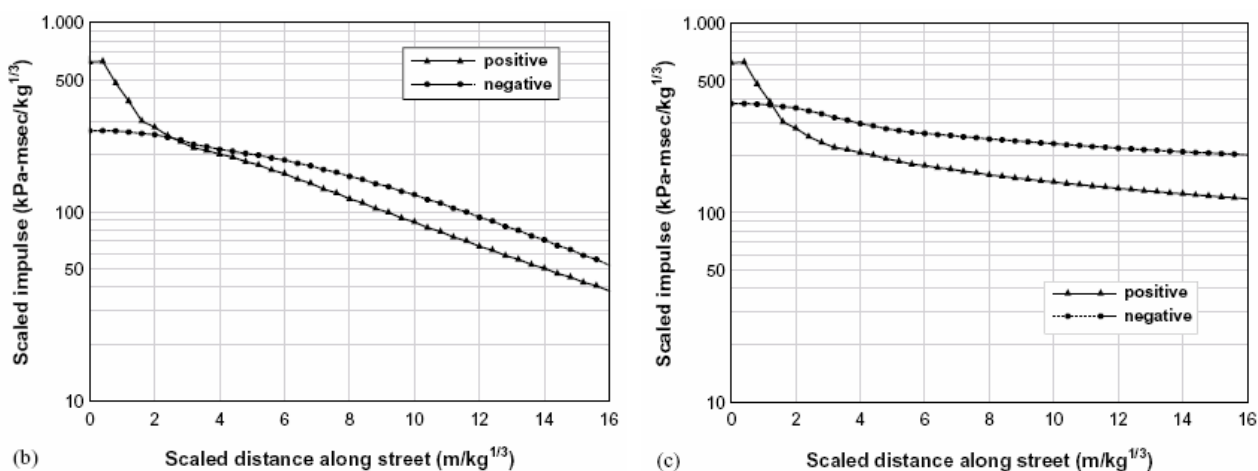 Scaled impulse (kPa-msec/kg1/3)
1.000
500
100
50
10
positive
negative
0 2 4 6 8 10 12 14 16
(b) Scaled distance along street (m/kg1/3)
Scaled impulse (kPa-msec/kg1/3)
1.000
500
100
50
10
positive
negative
0 2 4 6 8 10 12 14 16
(c) Scaled distance along street (m/kg1/3)